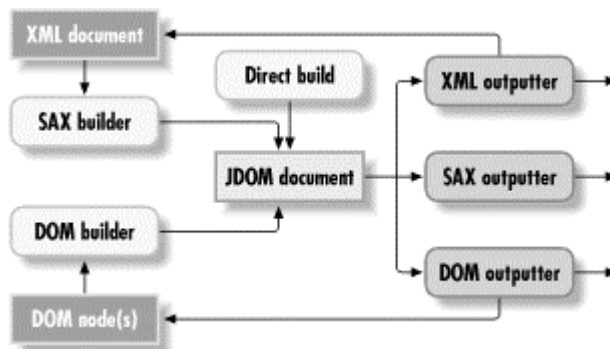 XML document
Direct build
XML outputter
SAX builder
JDOM document
SAX outputter
DOM builder
DOM outputter
DOM node(s)